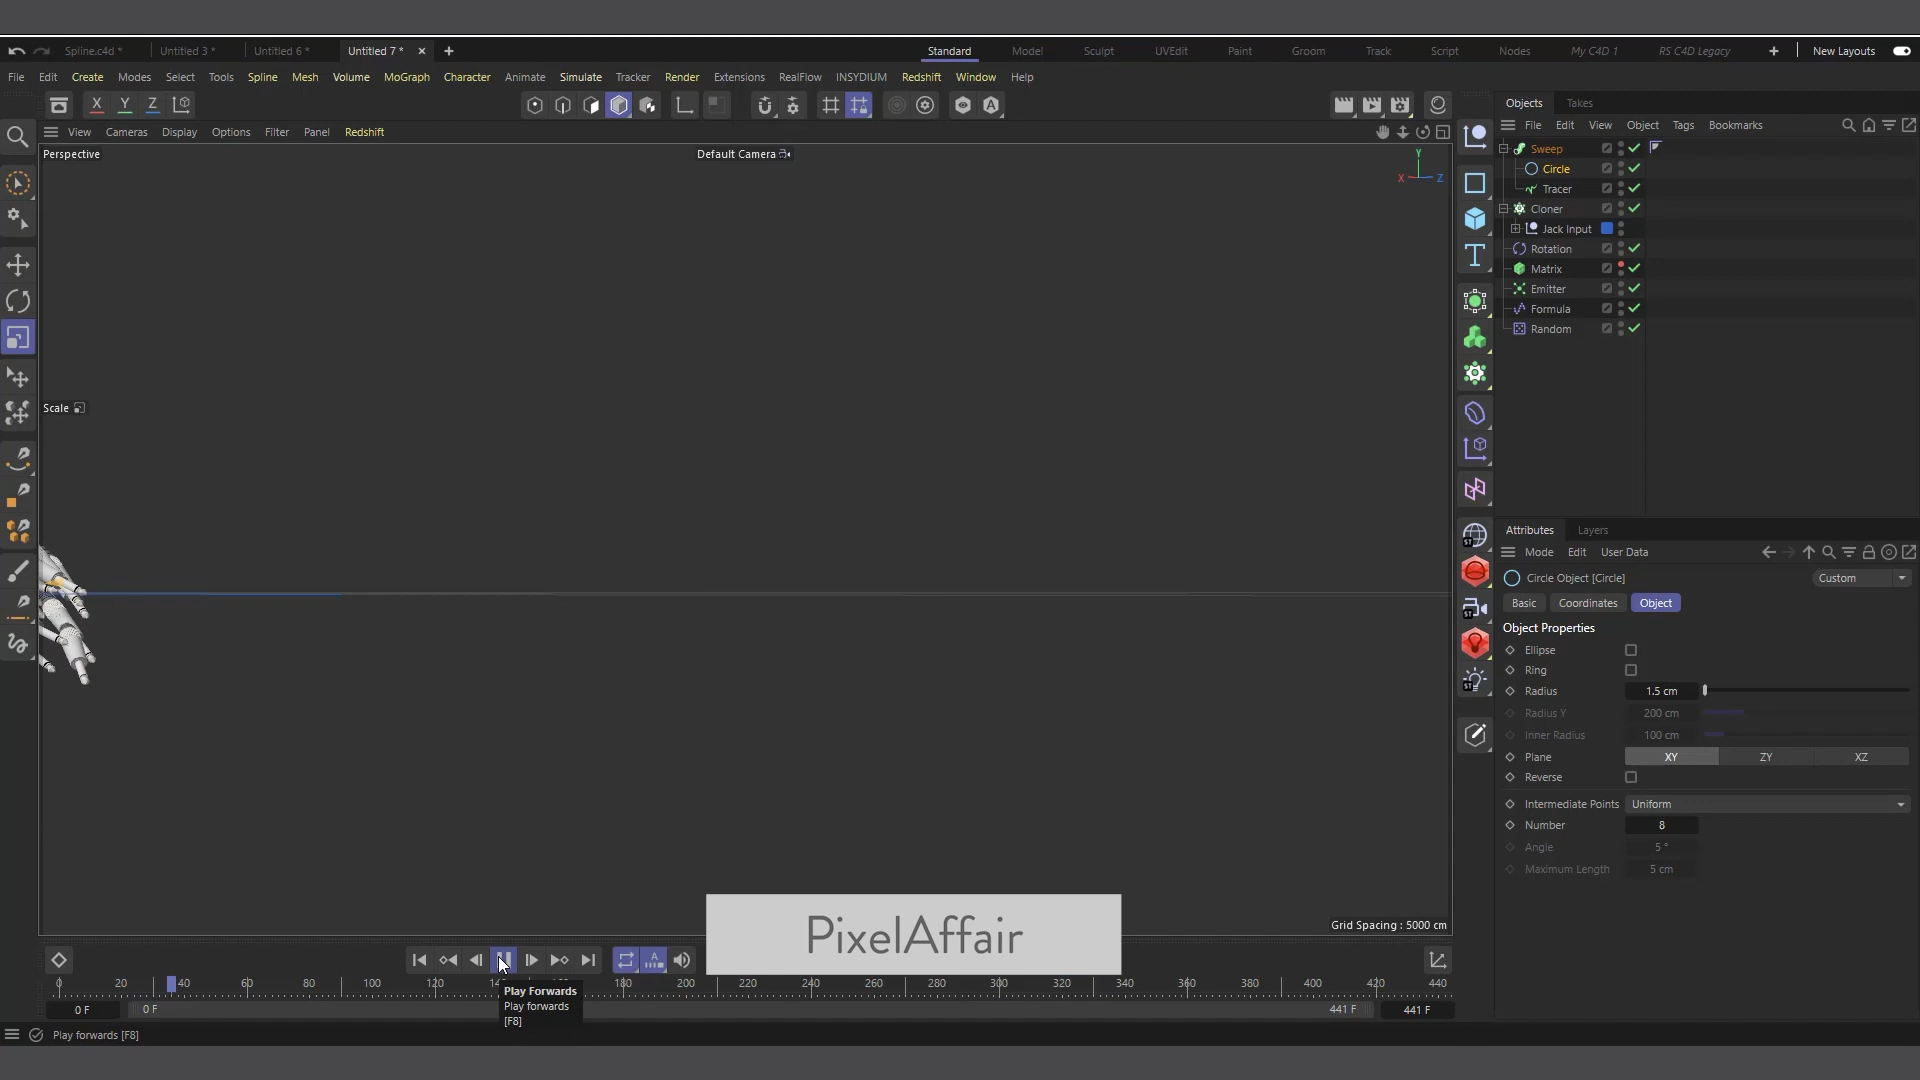 Spline.c4d * Untitled 3 * Untitled 6 * Untitled 7 * Standard Model Sculpt UVEdit Paint Groom Track Script Nodes My C4D 1 RS C4D Legacy New Layouts
File Edit Create Modes Select Tools Spline Mesh Volume MoGraph Character Animate Simulate Tracker Render Extensions RealFlow INSYDIUM Redshift Window Help
X Y Z
Objects Takes
View Cameras Display Options Filter Panel Redshift
File Edit View Object Tags Bookmarks
Perspective
Default Camera
Y
X
Z
Sweep
Circle
Tracer
Cloner
Jack Input
Rotation
Matrix
Emitter
Formula
Random
Scale
Attributes Layers
Mode Edit User Data
Circle Object [Circle]
Custom
Basic Coordinates Object
Object Properties
Ellipse
Ring
Radius 1.5 cm
Radius Y 200 cm
Inner Radius 100 cm
Plane XY ZY XZ
Reverse
Intermediate Points Uniform
Number 8
Angle 5 °
Maximum Length 5 cm
PixelAffair
Grid Spacing : 5000 cm
0 20 40 60 80 100 120 180 200 220 240 260 280 300 320 340 360 380 400 420 440
Play Forwards
Play forwards
[F8]
0 F 0 F 441 F 441 F
Play forwards [F8]